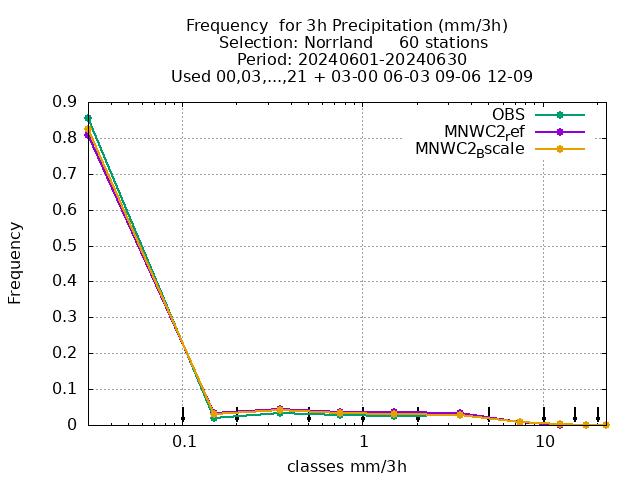 Frequency  for 3h Precipitation (mm/3h)
Selection: Norrland     60 stations
Period: 20240601-20240630
Used 00,03,...,21 + 03-00 06-03 09-06 12-09
OBS
MNWC2ref
MNWC2Bscale
0.9
0.8
0.7
0.6
0.5
0.4
0.3
0.2
0.1
0
Frequency
0.1 1 10
classes mm/3h